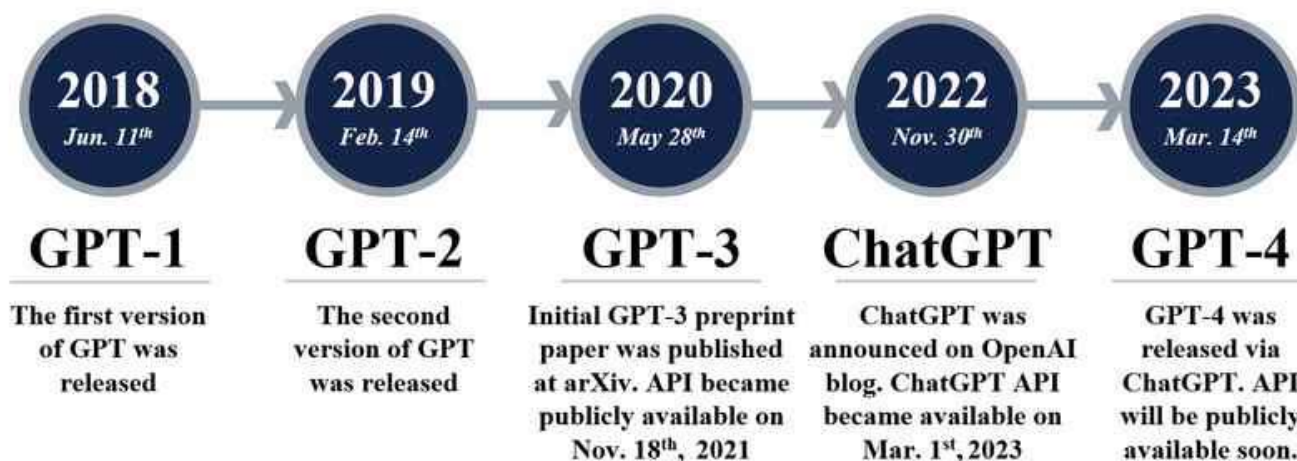 2018
Jun. 11th
2019
Feb. 14th
2020
May 28th
2022
Nov. 30th
2023
Mar. 14th
GPT-1
The first version
of GPT was
released
GPT-2
The second
version of GPT
was released
GPT-3
Initial GPT-3 preprint
paper was published
at arXiv. API became
publicly available on
Nov. 18th, 2021
ChatGPT
ChatGPT was
announced on OpenAI
blog. ChatGPT API
became available on
Mar. 1st, 2023
GPT-4
GPT-4 was
released via
ChatGPT. API
will be publicly
available soon.